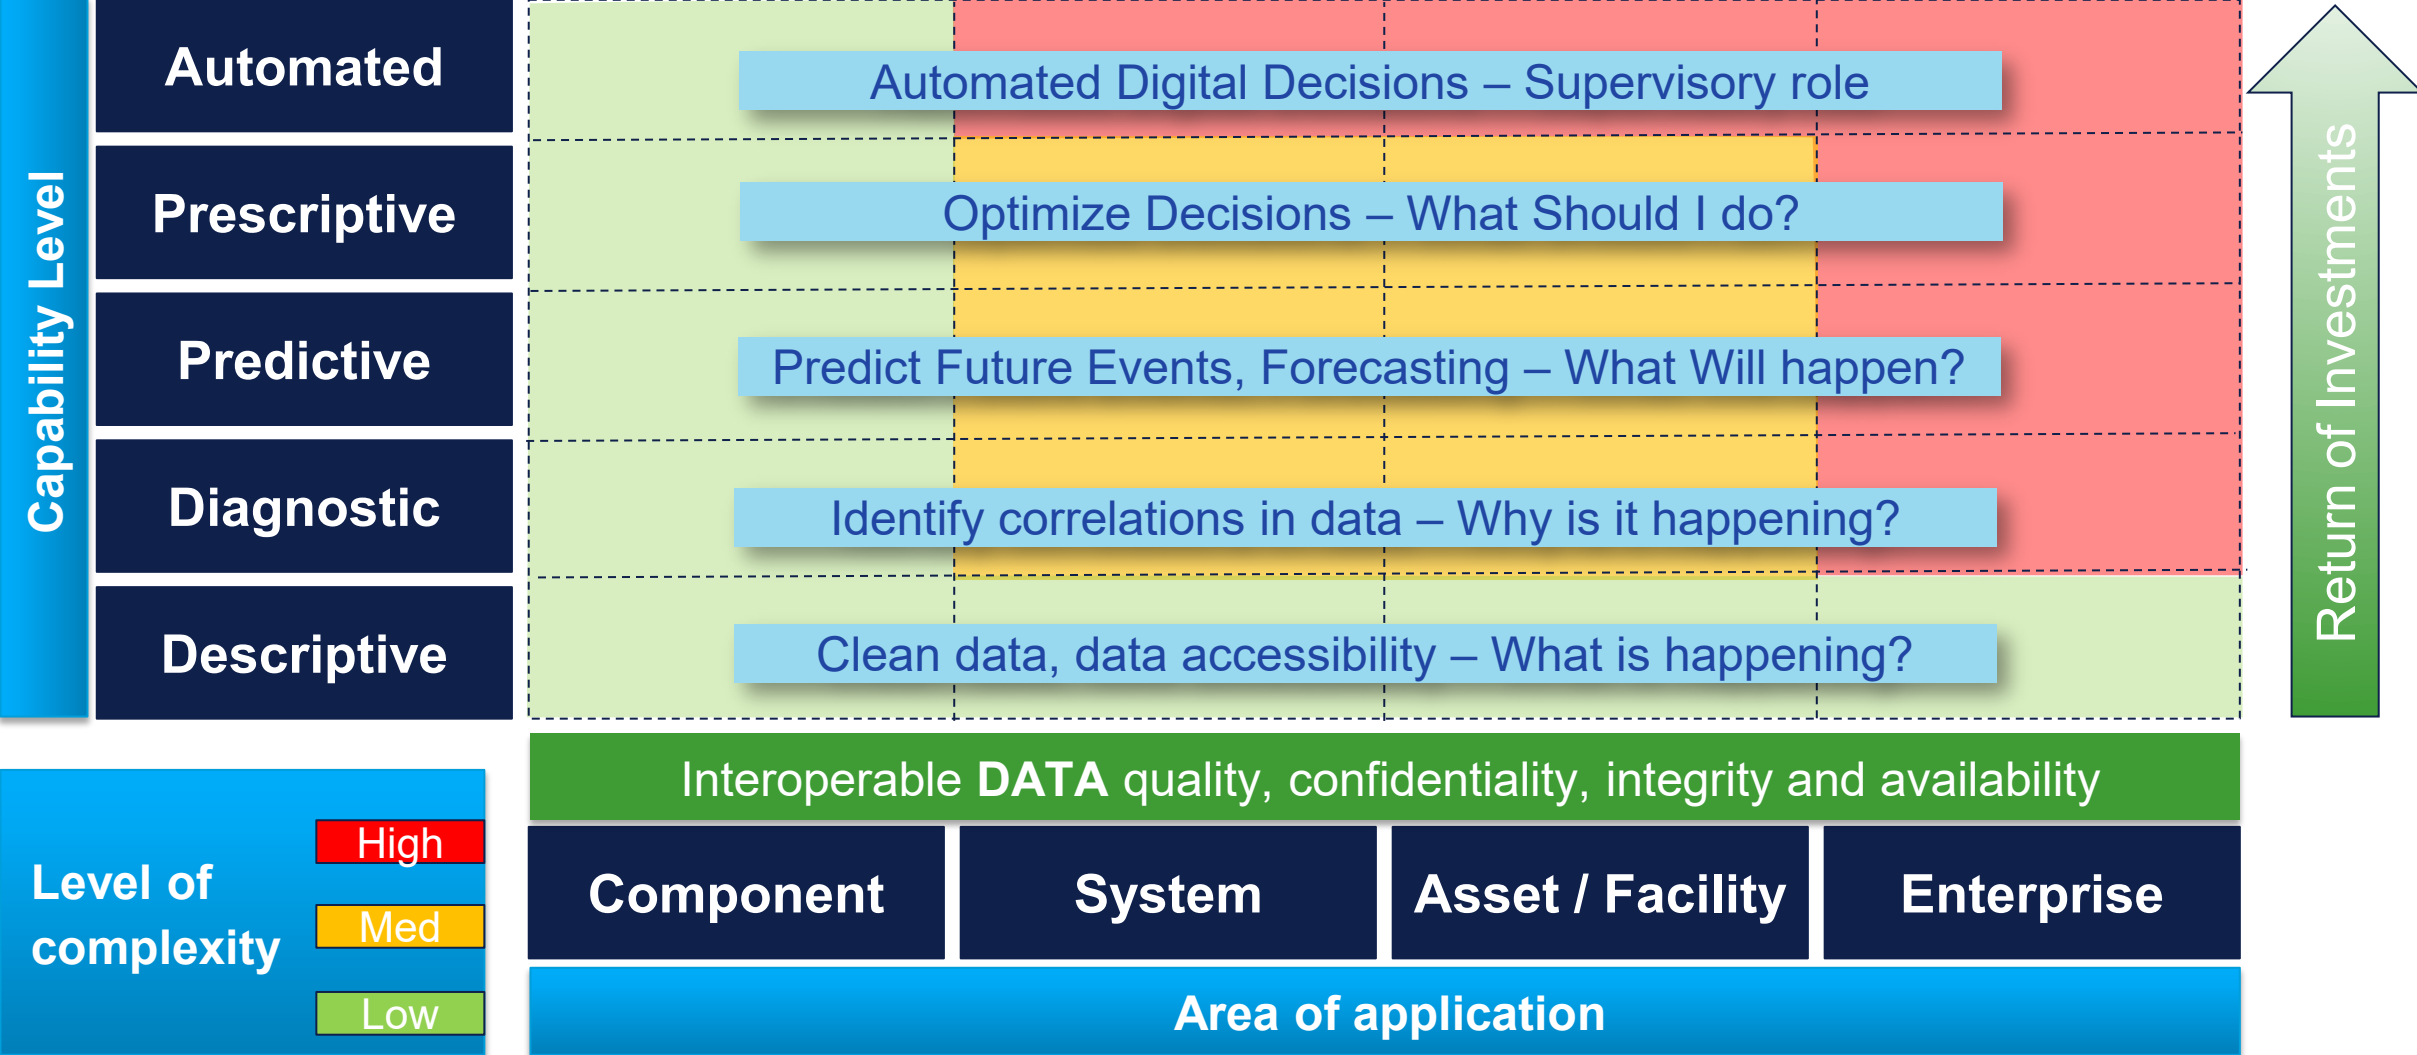 Capability Level
Automated
Automated Digital Decisions – Supervisory role
Prescriptive
Optimize Decisions – What Should I do?
Predictive
Predict Future Events, Forecasting – What Will happen?
Diagnostic
Identify correlations in data – Why is it happening?
Descriptive
Clean data, data accessibility – What is happening?
Return of Investments
Interoperable DATA quality, confidentiality, integrity and availability
Level of
complexity
High
Med
Low
Component
System
Asset / Facility
Enterprise
Area of application